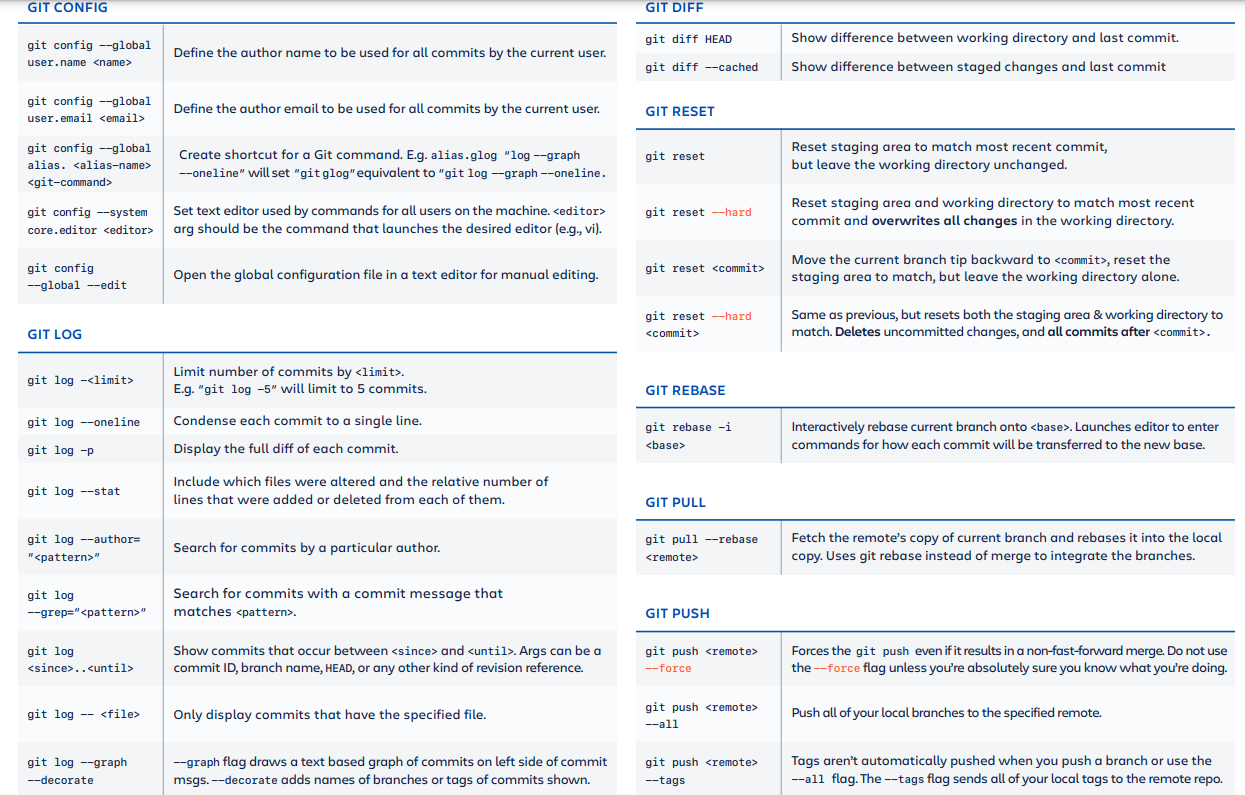 GIT CONFIG
git config --global
user.name <name>
Define the author name to be used for all commits by the current user.
git config --global
user.email <email>
Define the author email to be used for all commits by the current user.
git config --global
alias. <alias-name>
<git-command>
Create shortcut for a Git command. E.g. alias.glog “log --graph
--oneline” will set ”git glog” equivalent to ”git log --graph --oneline.
git config --system
core.editor <editor>
Set text editor used by commands for all users on the machine. <editor>
arg should be the command that launches the desired editor (e.g., vi).
git config
--global --edit
Open the global configuration file in a text editor for manual editing.
GIT LOG
git log -<limit>
Limit number of commits by <limit>.
E.g. ”git log -5” will limit to 5 commits.
git log --oneline
Condense each commit to a single line.
git log -p
Display the full diff of each commit.
git log --stat
Include which files were altered and the relative number of
lines that were added or deleted from each of them.
git log --author=
”<pattern>”
Search for commits by a particular author.
git log
--grep=”<pattern>”
Search for commits with a commit message that
matches <pattern>.
git log
<since>..<until>
Show commits that occur between <since> and <until>. Args can be a
commit ID, branch name, HEAD, or any other kind of revision reference.
git log -- <file>
Only display commits that have the specified file.
git log --graph
--decorate
--graph flag draws a text based graph of commits on left side of commit
msgs. --decorate adds names of branches or tags of commits shown.
GIT DIFF
git diff HEAD
Show difference between working directory and last commit.
git diff --cached
Show difference between staged changes and last commit
GIT RESET
git reset
Reset staging area to match most recent commit,
but leave the working directory unchanged.
git reset --hard
Reset staging area and working directory to match most recent
commit and overwrites all changes in the working directory.
git reset <commit>
Move the current branch tip backward to <commit>, reset the
staging area to match, but leave the working directory alone.
git reset --hard
<commit>
Same as previous, but resets both the staging area & working directory to
match. Deletes uncommitted changes, and all commits after <commit>.
GIT REBASE
git rebase -i
<base>
Interactively rebase current branch onto <base>. Launches editor to enter
commands for how each commit will be transferred to the new base.
GIT PULL
git pull --rebase
<remote>
Fetch the remote’s copy of current branch and rebases it into the local
copy. Uses git rebase instead of merge to integrate the branches.
GIT PUSH
git push <remote>
--force
Forces the git push even if it results in a non-fast-forward merge. Do not use
the --force flag unless you’re absolutely sure you know what you’re doing.
git push <remote>
--all
Push all of your local branches to the specified remote.
git push <remote>
--tags
Tags aren’t automatically pushed when you push a branch or use the
--all flag. The --tags flag sends all of your local tags to the remote repo.